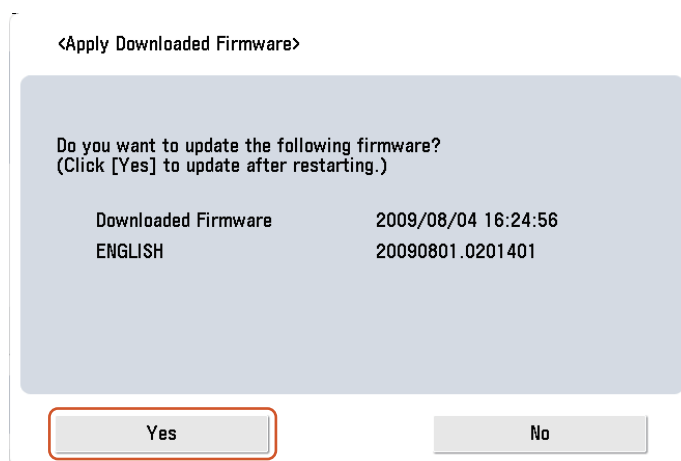 <Apply Downloaded Firmware>
Do you want to update the following firmware?
(Click [Yes] to update after restarting.)
Downloaded Firmware 2009/08/04 16:24:56
ENGLISH 20090801.0201401
Yes No